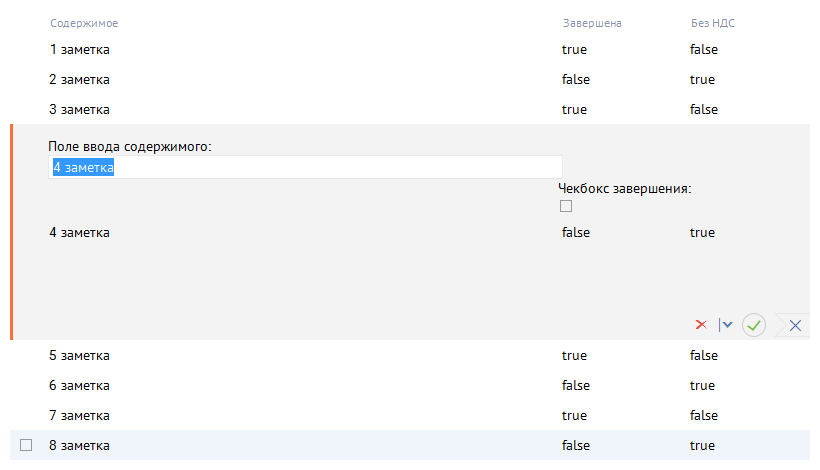 Содержимое Завершена Без НДС
1 заметка true false
2 заметка false true
3 заметка true false
Поле ввода содержимого:
4 заметка
Чекбокс завершения:
4 заметка false true
5 заметка true false
6 заметка false true
7 заметка true false
8 заметка false true